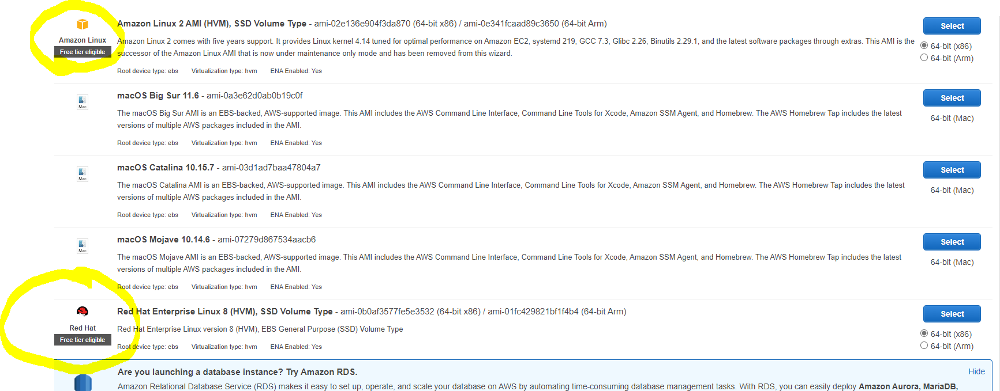 Amazon Linux
Free tier eligible
Amazon Linux 2 AMI (HVM), SSD Volume Type - ami-02e136e904f3da870 (64-bit x86) / ami-0e341fcaad89c3650 (64-bit Arm)
Amazon Linux 2 comes with five years support. It provides Linux kernel 4.14 tuned for optimal performance on Amazon EC2, systemd 219, GCC 7.3, Glibc 2.26, Binutils 2.29.1, and the latest software packages through extras. This AMI is the
successor of the Amazon Linux AMI that is now under maintenance only mode and has been removed from this wizard.
Root device type: ebs Virtualization type: hvm ENA Enabled: Yes
Select
64-bit (x86)
64-bit (Arm)
Mac
macOS Big Sur 11.6 - ami-0a3e62d0ab0b19c0f
The macOS Big Sur AMI is an EBS-backed, AWS-supported image. This AMI includes the AWS Command Line Interface, Command Line Tools for Xcode, Amazon SSM Agent, and Homebrew. The AWS Homebrew Tap includes the latest
versions of multiple AWS packages included in the AMI.
Root device type: ebs Virtualization type: hvm ENA Enabled: Yes
Select
64-bit (Mac)
Mac
macOS Catalina 10.15.7 - ami-03d1ad7baa47804a7
The macOS Catalina AMI is an EBS-backed, AWS-supported image. This AMI includes the AWS Command Line Interface, Command Line Tools for Xcode, Amazon SSM Agent, and Homebrew. The AWS Homebrew Tap includes the latest
versions of multiple AWS packages included in the AMI.
Root device type: ebs Virtualization type: hvm ENA Enabled: Yes
Select
64-bit (Mac)
Mac
macOS Mojave 10.14.6 - ami-07279d867534aacb6
The macOS Mojave AMI is an EBS-backed, AWS-supported image. This AMI includes the AWS Command Line Interface, Command Line Tools for Xcode, Amazon SSM Agent, and Homebrew. The AWS Homebrew Tap includes the latest
versions of multiple AWS packages included in the AMI.
Root device type: ebs Virtualization type: hvm ENA Enabled: Yes
Select
64-bit (Mac)
Red Hat
Free tier eligible
Red Hat Enterprise Linux 8 (HVM), SSD Volume Type - ami-0b0af3577fe5e3532 (64-bit x86) / ami-01fc429821bf1f4b4 (64-bit Arm)
Red Hat Enterprise Linux version 8 (HVM), EBS General Purpose (SSD) Volume Type
Root device type: ebs Virtualization type: hvm ENA Enabled: Yes
Select
64-bit (x86)
64-bit (Arm)
Are you launching a database instance? Try Amazon RDS.
Hide
Amazon Relational Database Service (RDS) makes it easy to set up, operate, and scale your database on AWS by automating time-consuming database management tasks. With RDS, you can easily deploy Amazon Aurora, MariaDB,